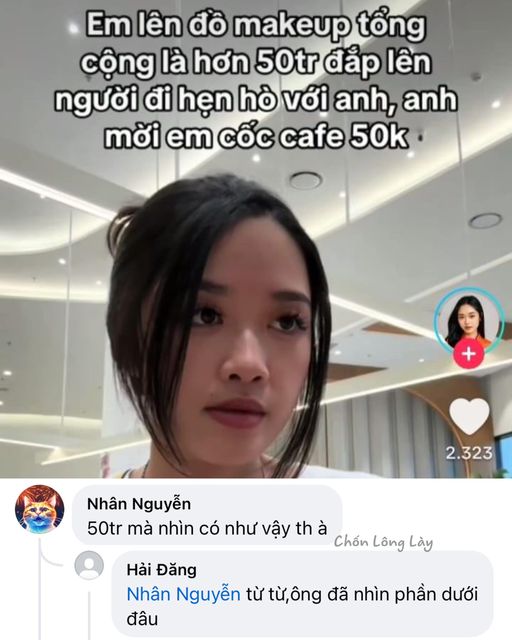 Em lên đồ makeup tổng
cộng là hơn 50tr đắp lên
người đi hẹn hò với anh, anh
mời em cốc cafe 50k
2.323
Nhân Nguyễn
50tr mà nhìn có như vậy th à
Chốn Lông Lày
Hải Đăng
Nhân Nguyễn từ từ,ông đã nhìn phần dưới
đâu